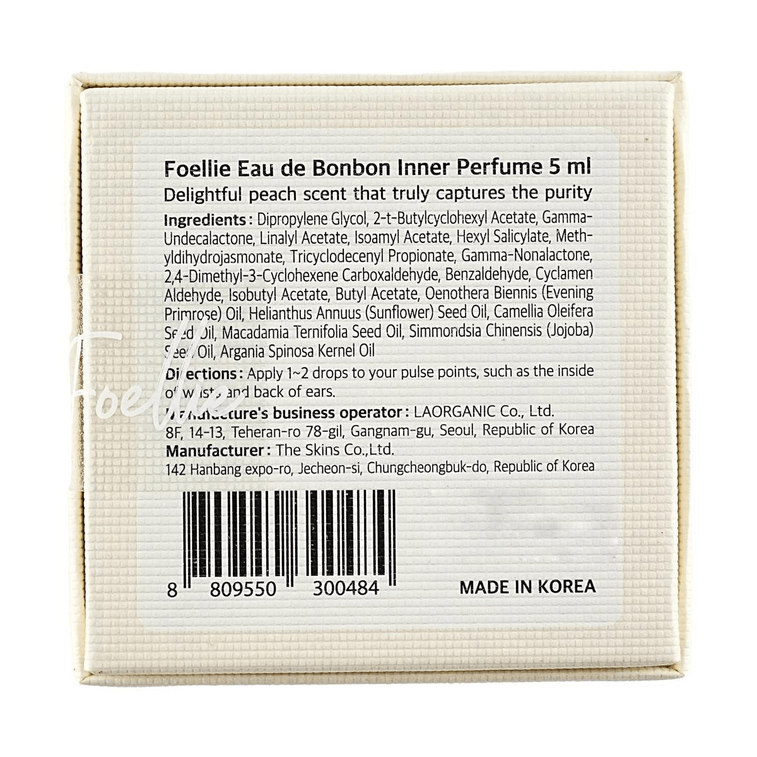 Foellie Eau de Bonbon Inner Perfume 5 ml
Delightful peach scent that truly captures the purity
Ingredients : Dipropylene Glycol, 2-t-Butylcyclohexyl Acetate, Gamma-
Undecalactone, Linalyl Acetate, Isoamyl Acetate, Hexyl Salicylate, Meth-
yldihydrojasmonate, Tricyclodecenyl Propionate, Gamma-Nonalactone,
2,4-Dimethyl-3-Cyclohexene Carboxaldehyde, Benzaldehyde, Cyclamen
Aldehyde, Isobutyl Acetate, Butyl Acetate, Oenothera Biennis (Evening
Primrose) Oil, Helianthus Annuus (Sunflower) Seed Oil, Camellia Oleifera
Seed Oil, Macadamia Ternifolia Seed Oil, Simmondsia Chinensis (Jojoba)
Seed Oil, Argania Spinosa Kernel Oil
Directions : Apply 1~2 drops to your pulse points, such as the inside
of wrists and back of ears.
Foellie
Manufacture's business operator : LAORGANIC Co., Ltd.
8F, 14-13, Teheran-ro 78-gil, Gangnam-gu, Seoul, Republic of Korea
Manufacturer : The Skins Co.,Ltd.
142 Hanbang expo-ro, Jecheon-si, Chungcheongbuk-do, Republic of Korea
8 809550 300484
MADE IN KOREA